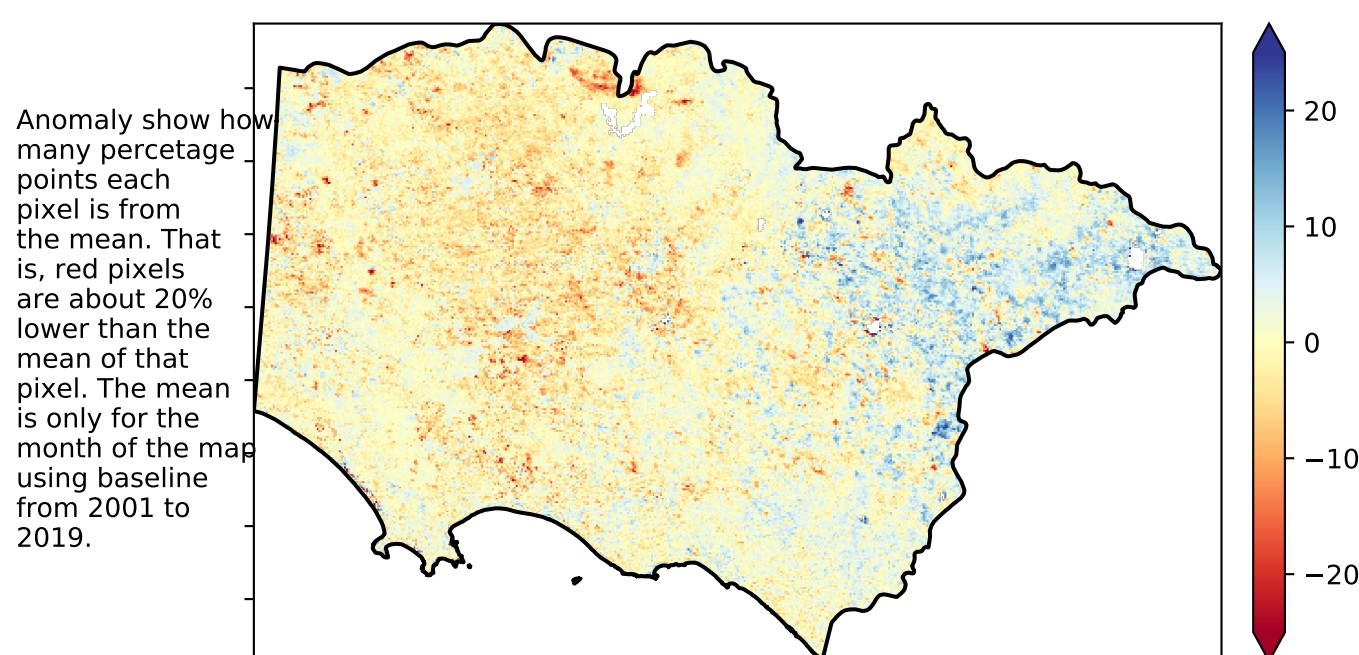 Anomaly show how
many percetage
points each
pixel is from
the mean. That
is, red pixels
are about 20%
lower than the
mean of that
pixel. The mean
is only for the
month of the map
using baseline
from 2001 to
2019.
20
10
0
−10
−20